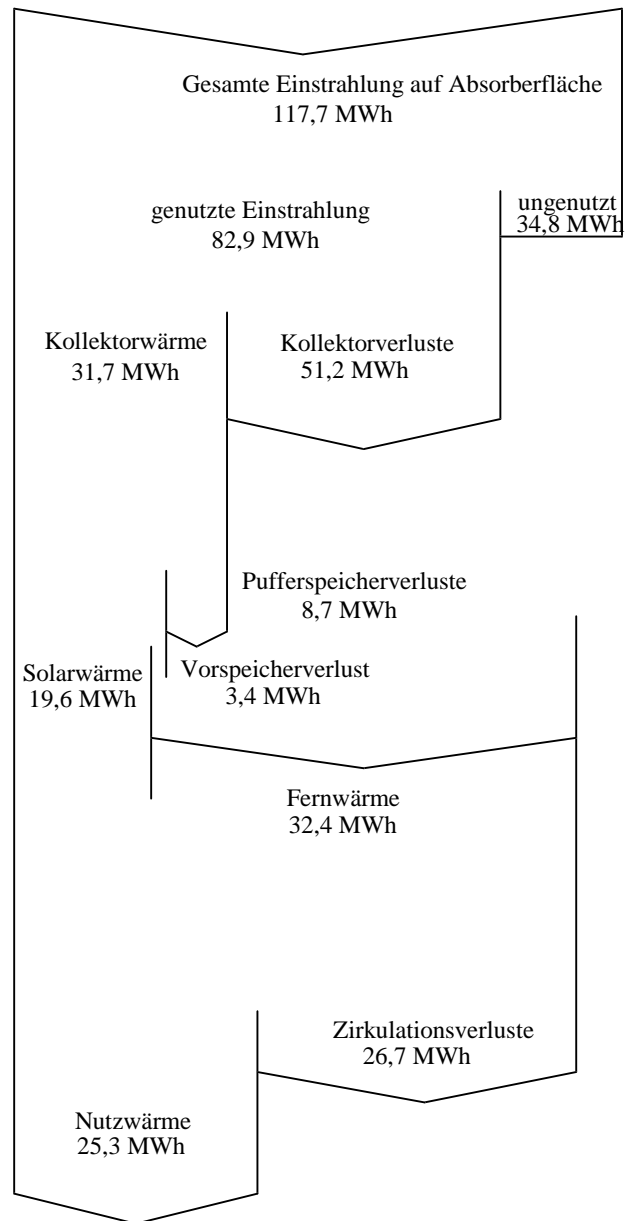 Gesamte Einstrahlung auf Absorberfläche
117,7 MWh
genutzte Einstrahlung
82,9 MWh
ungenutzt
34,8 MWh
Kollektorwärme
31,7 MWh
Kollektorverluste
51,2 MWh
Pufferspeicherverluste
8,7 MWh
Solarwärme
19,6 MWh
Vorspeicherverlust
3,4 MWh
Fernwärme
32,4 MWh
Zirkulationsverluste
26,7 MWh
Nutzwärme
25,3 MWh